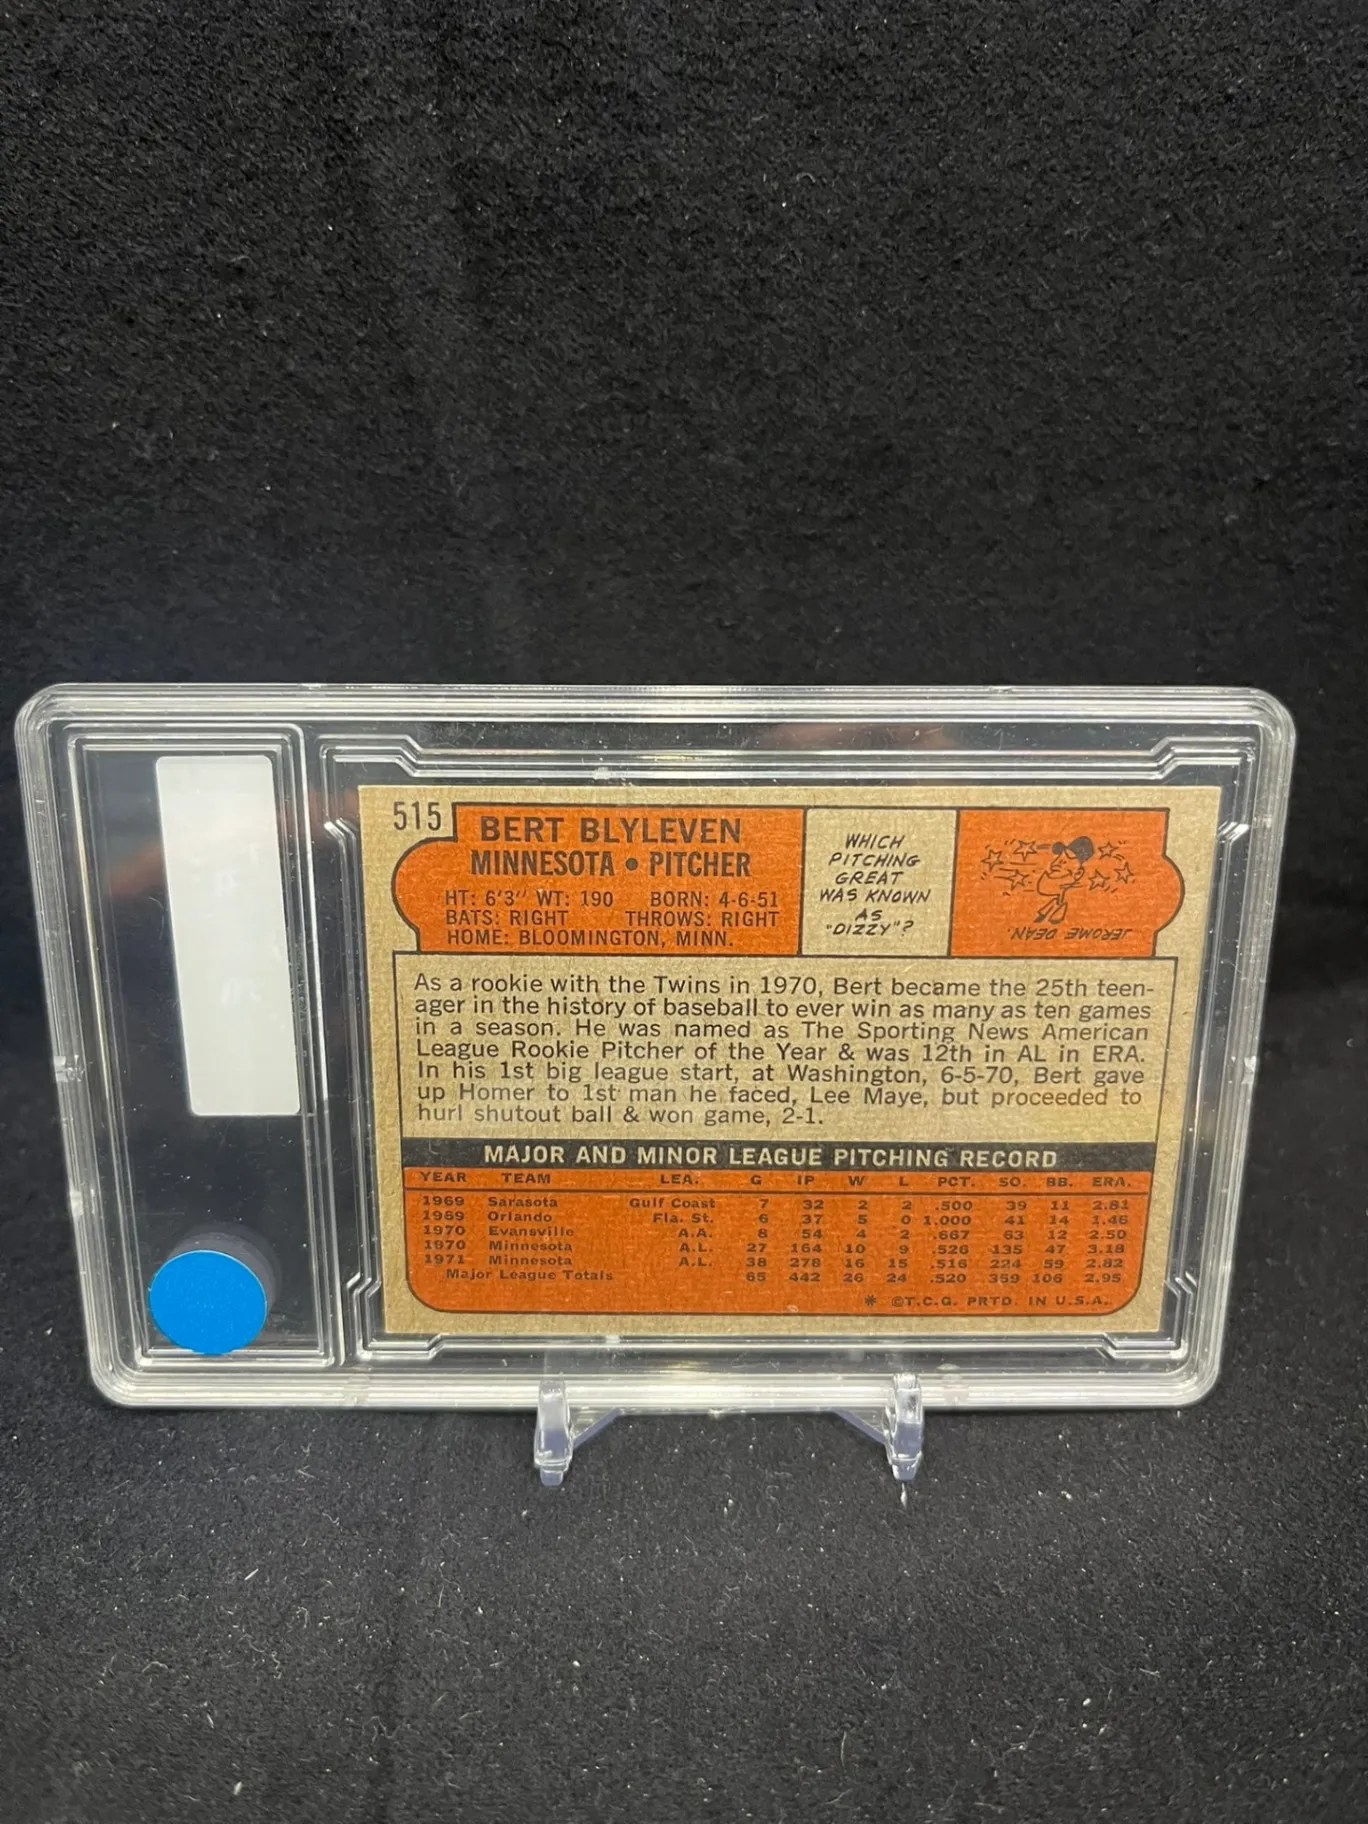 515
BERT BLYLEVEN
MINNESOTA • PITCHER
HT: 6'3" WT: 190 BORN: 4-6-51
BATS: RIGHT THROWS: RIGHT
HOME: BLOOMINGTON, MINN.
WHICH
PITCHING
GREAT
WAS KNOWN
AS
"DIZZY"?
JEROME DEAN.
As a rookie with the Twins in 1970, Bert became the 25th teen-
ager in the history of baseball to ever win as many as ten games
in a season. He was named as The Sporting News American
League Rookie Pitcher of the Year & was 12th in AL in ERA.
In his 1st big league start, at Washington, 6-5-70, Bert gave
up Homer to 1st man he faced, Lee Maye, but proceeded to
hurl shutout ball & won game, 2-1.
MAJOR AND MINOR LEAGUE PITCHING RECORD
YEAR TEAM LEA. G IP W L PCT. SO. BB. ERA.
1969 Sarasota Gulf Coast 7 32 2 2 .500 39 11 2.81
1969 Orlando Fla. St. 6 37 5 0 1.000 41 14 1.46
1970 Evansville A.A. 8 54 4 2 .667 63 12 2.50
1970 Minnesota A.L. 27 164 10 9 .526 135 47 3.18
1971 Minnesota A.L. 38 278 16 15 .516 224 59 2.82
Major League Totals 65 442 26 24 .520 359 106 2.95
* ©T.C.G. PRTD. IN U.S.A.